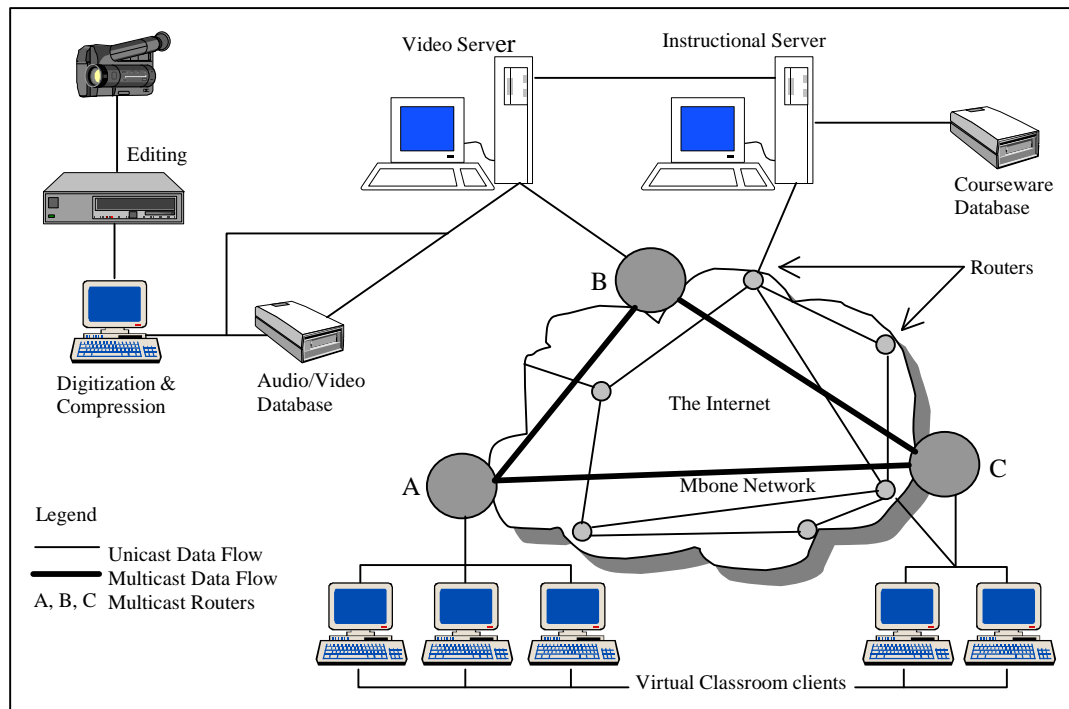 Video Server
Instructional Server
Editing
Courseware
Database
B
Routers
Digitization &
Compression
Audio/Video
Database
The Internet
A
C
Mbone Network
Legend
Unicast Data Flow
Multicast Data Flow
A, B, C Multicast Routers
Virtual Classroom clients